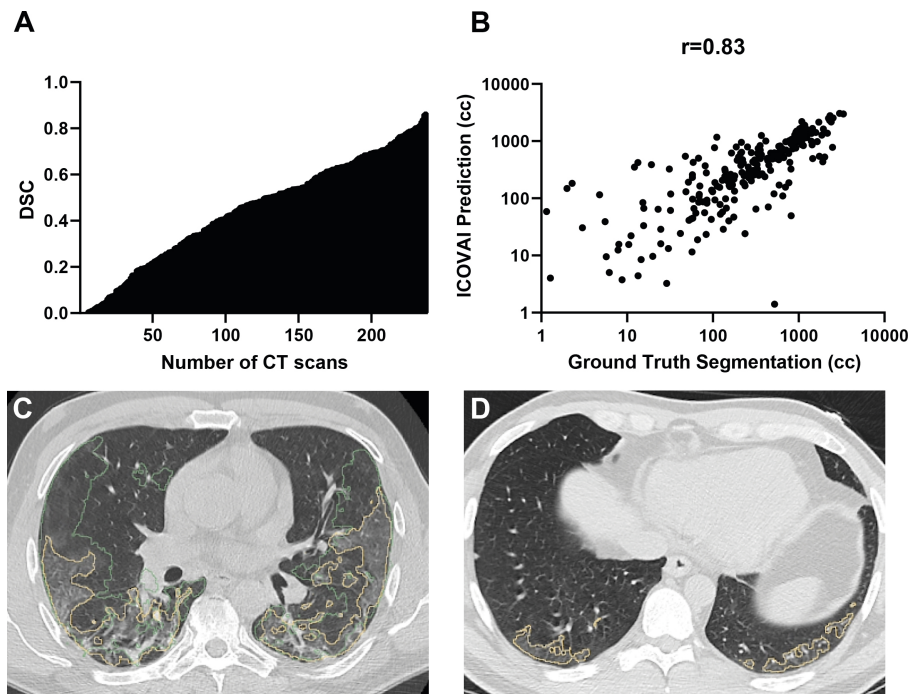 A
DSC
1.0
0.8
0.6
0.4
0.2
0.0
50 100 150 200
Number of CT scans
B
r=0.83
ICOVAI Prediction (cc)
10000
1000
100
10
1
1 10 100 1000 10000
Ground Truth Segmentation (cc)
C
D